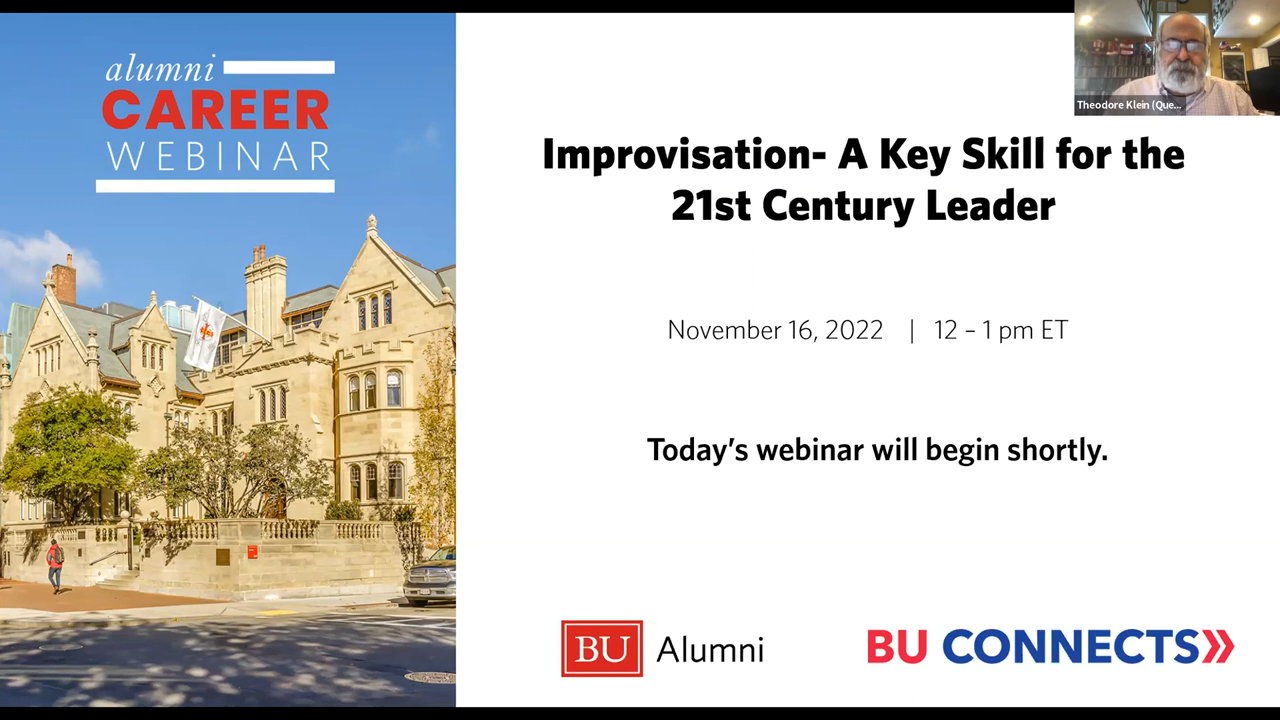 alumni
CAREER
WEBINAR
Theodore Klein (Que...
Improvisation- A Key Skill for the
21st Century Leader
November 16, 2022 | 12 – 1 pm ET
Today's webinar will begin shortly.
BU Alumni
BU CONNECTS»